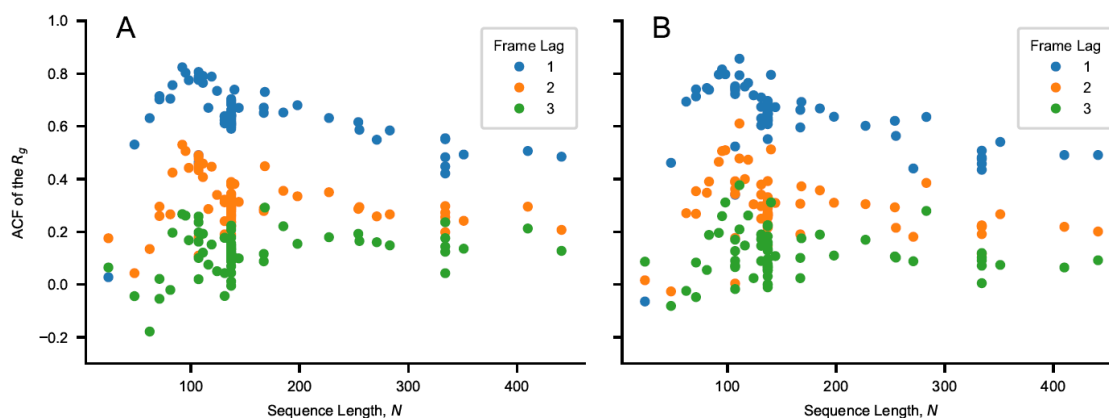 A
B
ACF of the Rg
1.0
0.8
0.6
0.4
0.2
0.0
−0.2
Frame Lag
1
2
3
Frame Lag
1
2
3
100 200 300 400
100 200 300 400
Sequence Length, N
Sequence Length, N